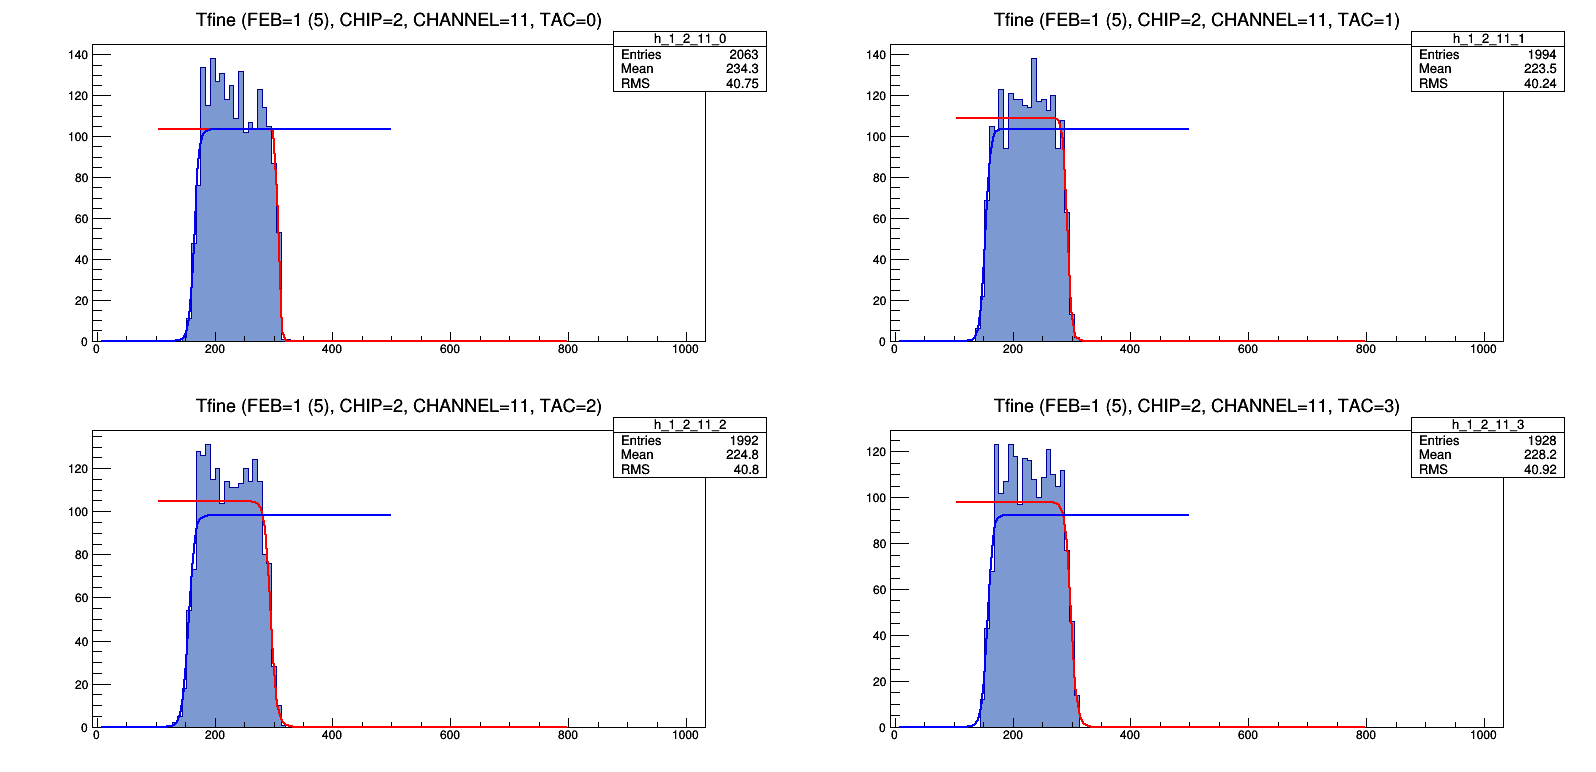 Tfine (FEB=1 (5), CHIP=2, CHANNEL=11, TAC=0)
h_1_2_11_0
Entries 2063
Mean 234.3
RMS 40.75
140
120
100
80
60
40
20
0
0 200 400 600 800 1000
Tfine (FEB=1 (5), CHIP=2, CHANNEL=11, TAC=1)
h_1_2_11_1
Entries 1994
Mean 223.5
RMS 40.24
140
120
100
80
60
40
20
0
0 200 400 600 800 1000
Tfine (FEB=1 (5), CHIP=2, CHANNEL=11, TAC=2)
h_1_2_11_2
Entries 1992
Mean 224.8
RMS 40.8
120
100
80
60
40
20
0
0 200 400 600 800 1000
Tfine (FEB=1 (5), CHIP=2, CHANNEL=11, TAC=3)
h_1_2_11_3
Entries 1928
Mean 228.2
RMS 40.92
120
100
80
60
40
20
0
0 200 400 600 800 1000